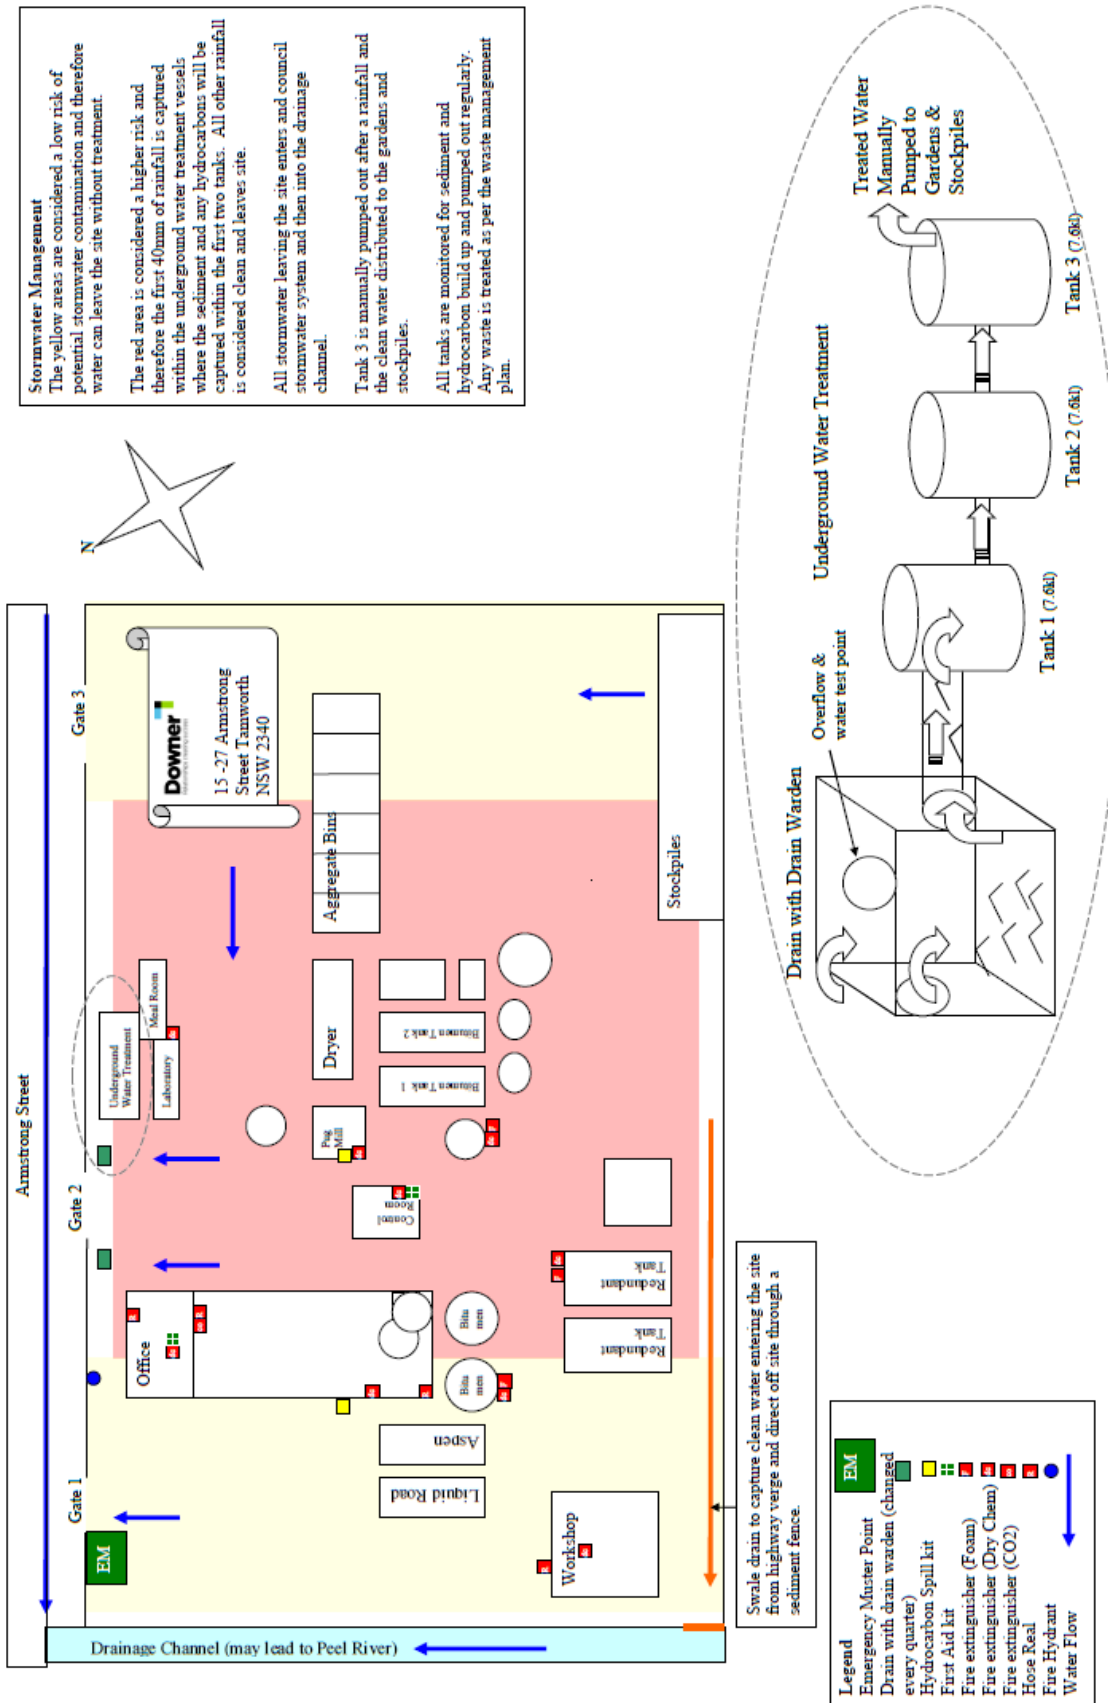 Armstrong Street
Gate 1
Gate 2
Gate 3
N
Stormwater Management
The yellow areas are considered a low risk of
potential stormwater contamination and therefore
water can leave the site without treatment.
The red area is considered a higher risk and
therefore the first 40mm of rainfall is captured
within the underground water treatment vessels
where the sediment and any hydrocarbons will be
captured within the first two tanks. All other rainfall
is considered clean and leaves site.
All stormwater leaving the site enters and council
stormwater system and then into the drainage
channel.
Tank 3 is manually pumped out after a rainfall and
the clean water distributed to the gardens and
stockpiles.
All tanks are monitored for sediment and
hydrocarbon build up and pumped out regularly.
Any waste is treated as per the waste management
plan.
EM
Office
Underground
Water Treatment
Laboratory
Meal Room
Downer
15 -27 Armstrong
Street Tamworth
NSW 2340
Drainage Channel (may lead to Peel River)
Liquid Road
Aspen
Bitu
men
Bitu
men
Control
Room
Pug
Mill
Dryer
Aggregate Bins
Bitumen Tank 1
Bitumen Tank 2
Workshop
Redundant
Tank
Redundant
Tank
Stockpiles
Swale drain to capture clean water entering the site
from highway verge and direct off site through a
sediment fence.
Legend
Emergency Muster Point
EM
Drain with drain warden (changed
every quarter)
Hydrocarbon Spill kit
First Aid kit
Fire extinguisher (Foam)
F
Fire extinguisher (Dry Chem)
Fire extinguisher (CO2)
Hose Real
R
Fire Hydrant
Water Flow
Drain with Drain Warden
Overflow &
water test point
Underground Water Treatment
Tank 1 (7.6kl)
Tank 2 (7.6kl)
Tank 3 (7.6kl)
Treated Water
Manually
Pumped to
Gardens &
Stockpiles